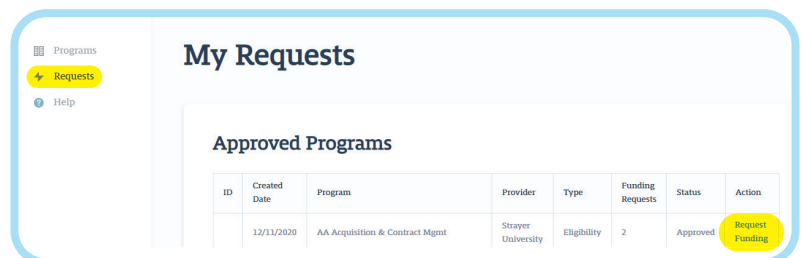 Programs
Requests
Help
My Requests
Approved Programs
ID Created Date Program Provider Type Funding Requests Status Action
12/11/2020 AA Acquisition & Contract Mgmt Strayer University Eligibility 2 Approved Request Funding